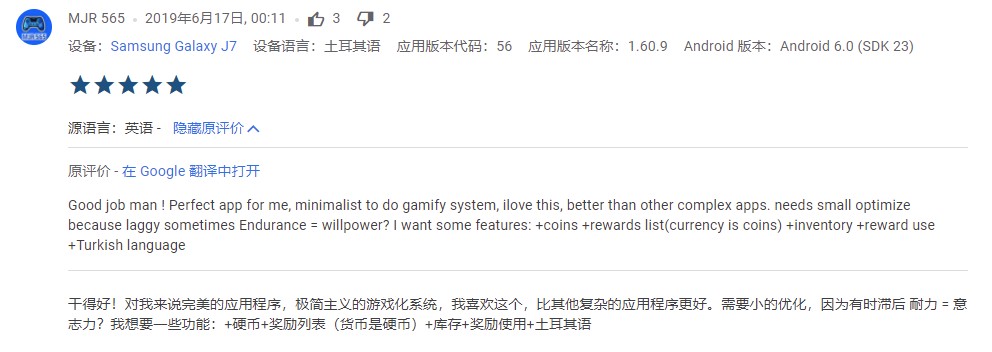 MJR 565 • 2019年6月17日, 00:11 • 3 2
设备：Samsung Galaxy J7 设备语言：土耳其语 应用版本代码：56 应用版本名称：1.60.9 Android 版本：Android 6.0 (SDK 23)
源语言：英语 - 隐藏原评价
原评价 - 在 Google 翻译中打开
Good job man ! Perfect app for me, minimalist to do gamify system, ilove this, better than other complex apps. needs small optimize
because laggy sometimes Endurance = willpower? I want some features: +coins +rewards list(currency is coins) +inventory +reward use
+Turkish language
干得好！对我来说完美的应用程序，极简主义的游戏化系统，我喜欢这个，比其他复杂的应用程序更好。需要小的优化，因为有时滞后 耐力 = 意
志力？我想要一些功能：+硬币+奖励列表（货币是硬币）+库存+奖励使用+土耳其语
MJR 565